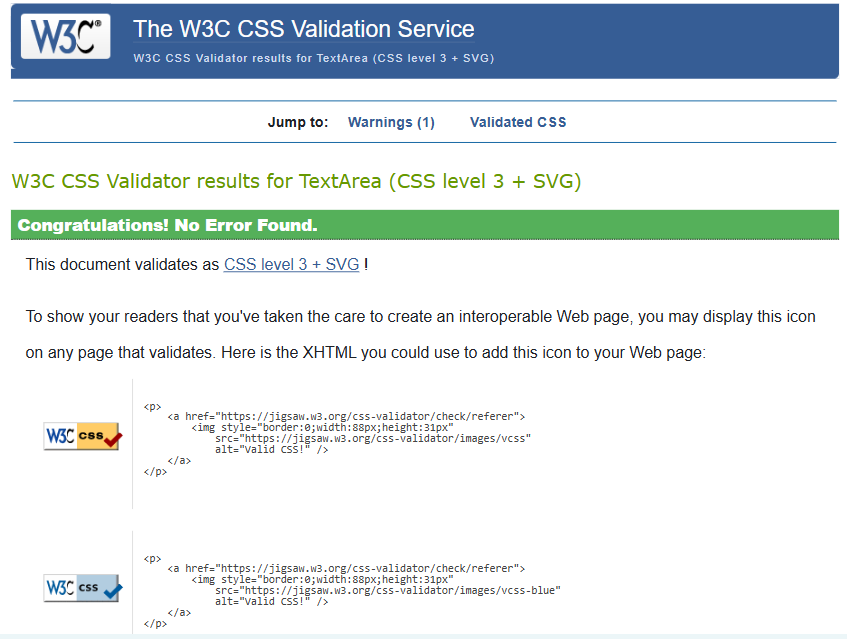 W3C® The W3C CSS Validation Service
W3C CSS Validator results for TextArea (CSS level 3 + SVG)
Jump to: Warnings (1) Validated CSS
W3C CSS Validator results for TextArea (CSS level 3 + SVG)
Congratulations! No Error Found.
This document validates as CSS level 3 + SVG !
To show your readers that you've taken the care to create an interoperable Web page, you may display this icon
on any page that validates. Here is the XHTML you could use to add this icon to your Web page:
<p>
<a href="https://jigsaw.w3.org/css-validator/check/referer">
<img style="border:0;width:88px;height:31px"
W3C css
src="https://jigsaw.w3.org/css-validator/images/vcss"
alt="Valid CSS!" />
</a>
</p>
<p>
<a href="https://jigsaw.w3.org/css-validator/check/referer">
<img style="border:0;width:88px;height:31px"
W3C css
src="https://jigsaw.w3.org/css-validator/images/vcss-blue"
alt="Valid CSS!" />
</a>
</p>